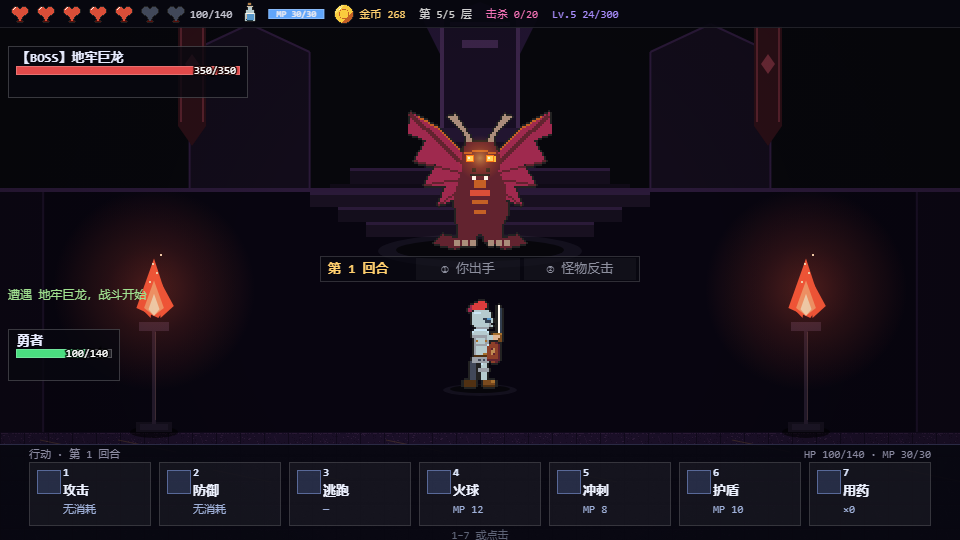 100/140 MP 30/30 金币 268 第 5/5 层 击杀 0/20 Lv.5 24/300
【BOSS】地牢巨龙
350/350
第 1 回合 ① 你出手 ② 怪物反击
遭遇 地牢巨龙, 战斗开始
勇者
100/140
行动 · 第 1 回合 HP 100/140 · MP 30/30
1 攻击 无消耗
2 防御 无消耗
3 逃跑 —
4 火球 MP 12
5 冲刺 MP 8
6 护盾 MP 10
7 用药 ×0
1-7 或点击